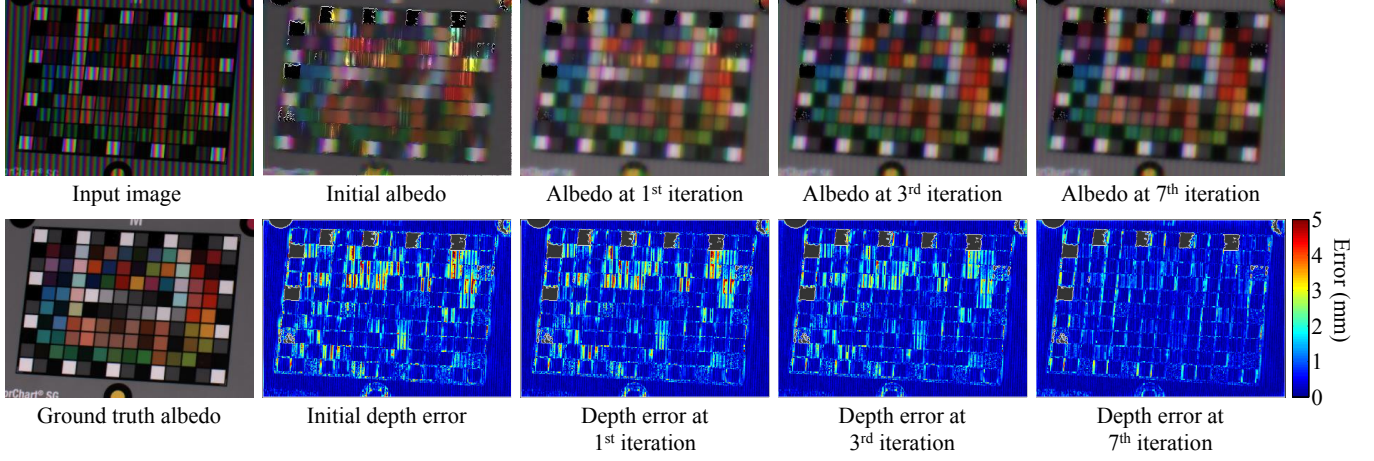 Input image
Initial albedo
Albedo at 1st iteration
Albedo at 3rd iteration
Albedo at 7th iteration
M
orChart® SG
Ground truth albedo
Initial depth error
Depth error at
1st iteration
Depth error at
3rd iteration
Depth error at
7th iteration
5
4
3
2
1
0
Error (mm)